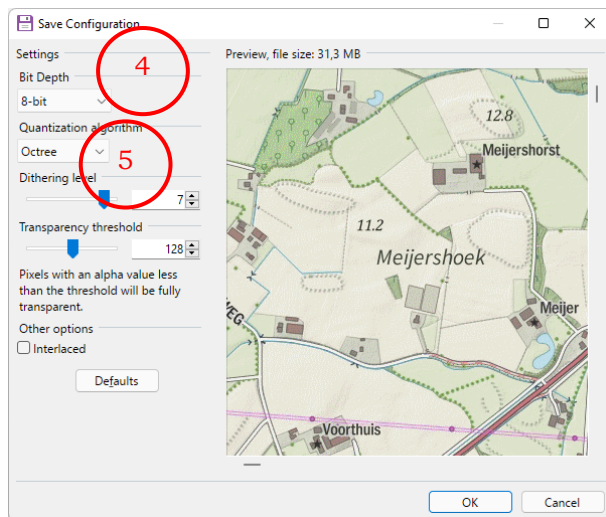 Save Configuration
Settings
Bit Depth
8-bit
Quantization algorithm
Octree
Dithering level
7
Transparency threshold
128
Pixels with an alpha value less
than the threshold will be fully
transparent.
Other options
Interlaced
Defaults
4
5
Preview, file size: 31,3 MB
12.8
Meijershorst
11.2
Meijershoek
WEG
Meijer
Voorthuis
OK
Cancel